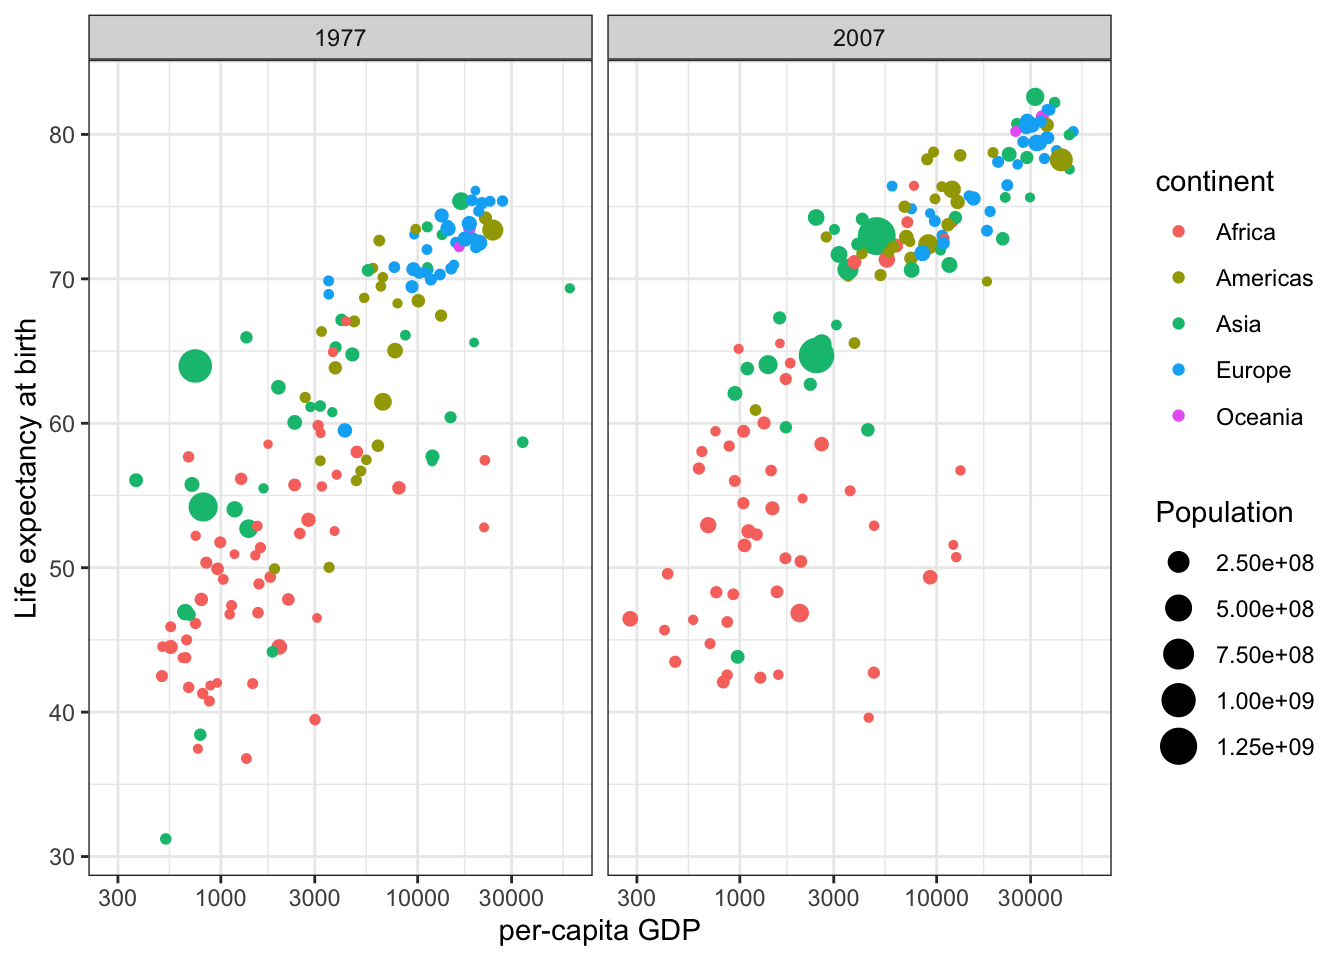 1977
2007
Life expectancy at birth
80
70
60
50
40
30
300
1000
3000
10000
30000
300
1000
3000
10000
30000
per-capita GDP
continent
Africa
Americas
Asia
Europe
Oceania
Population
2.50e+08
5.00e+08
7.50e+08
1.00e+09
1.25e+09